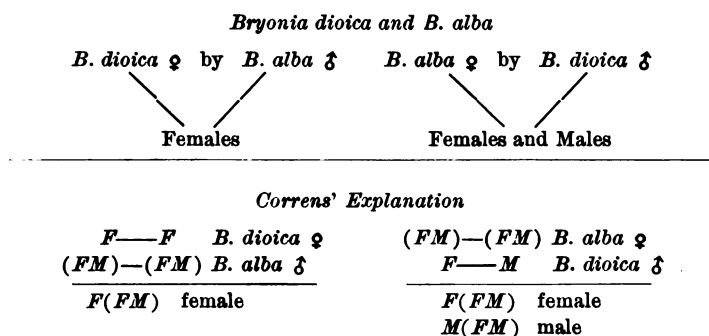 Bryonia dioica and B. alba
B. dioica ♀ by B. alba ♂ B. alba ♀ by B. dioica ♂
Females Females and Males
Correns' Explanation
F—F B. dioica ♀ (FM)—(FM) B. alba ♀
(FM)—(FM) B. alba ♂ F—M B. dioica ♂
F(FM) female F(FM) female
M(FM) male